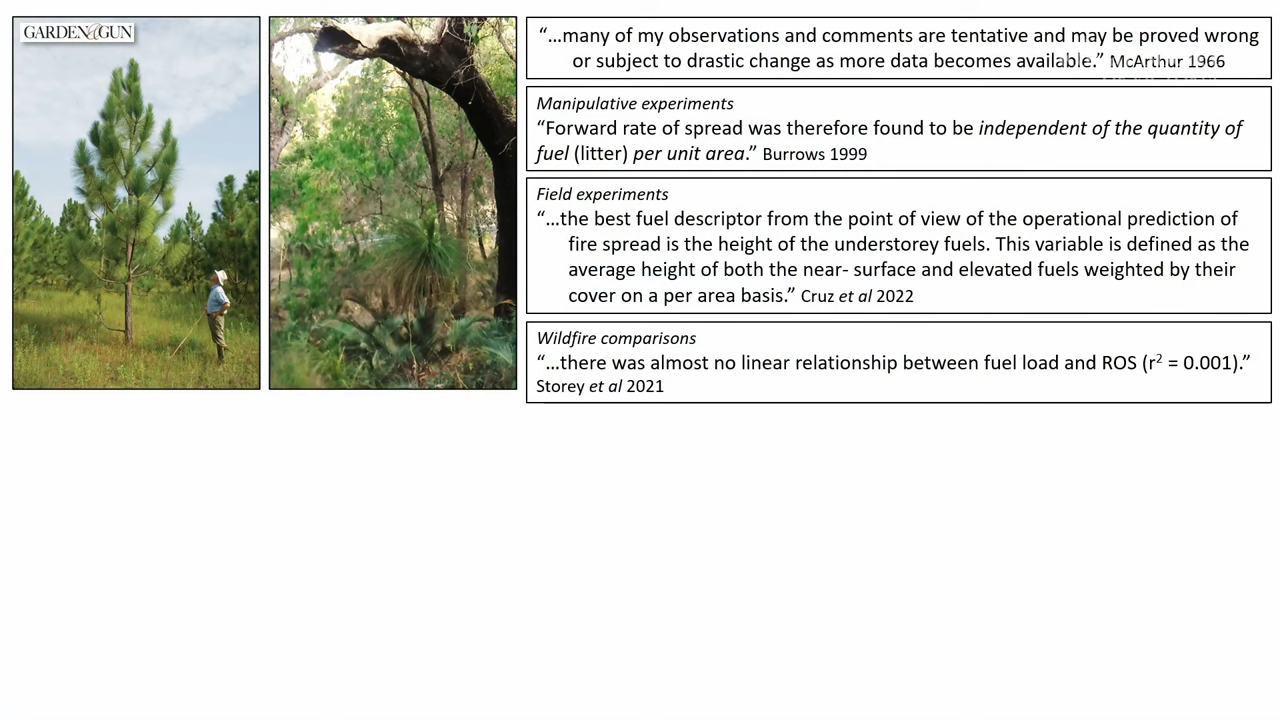 GARDEN&GUN
“…many of my observations and comments are tentative and may be proved wrong
or subject to drastic change as more data becomes available.” McArthur 1966
Manipulative experiments
“Forward rate of spread was therefore found to be independent of the quantity of
fuel (litter) per unit area.” Burrows 1999
Field experiments
“…the best fuel descriptor from the point of view of the operational prediction of
fire spread is the height of the understorey fuels. This variable is defined as the
average height of both the near- surface and elevated fuels weighted by their
cover on a per area basis.” Cruz et al 2022
Wildfire comparisons
“…there was almost no linear relationship between fuel load and ROS (r² = 0.001).”
Storey et al 2021